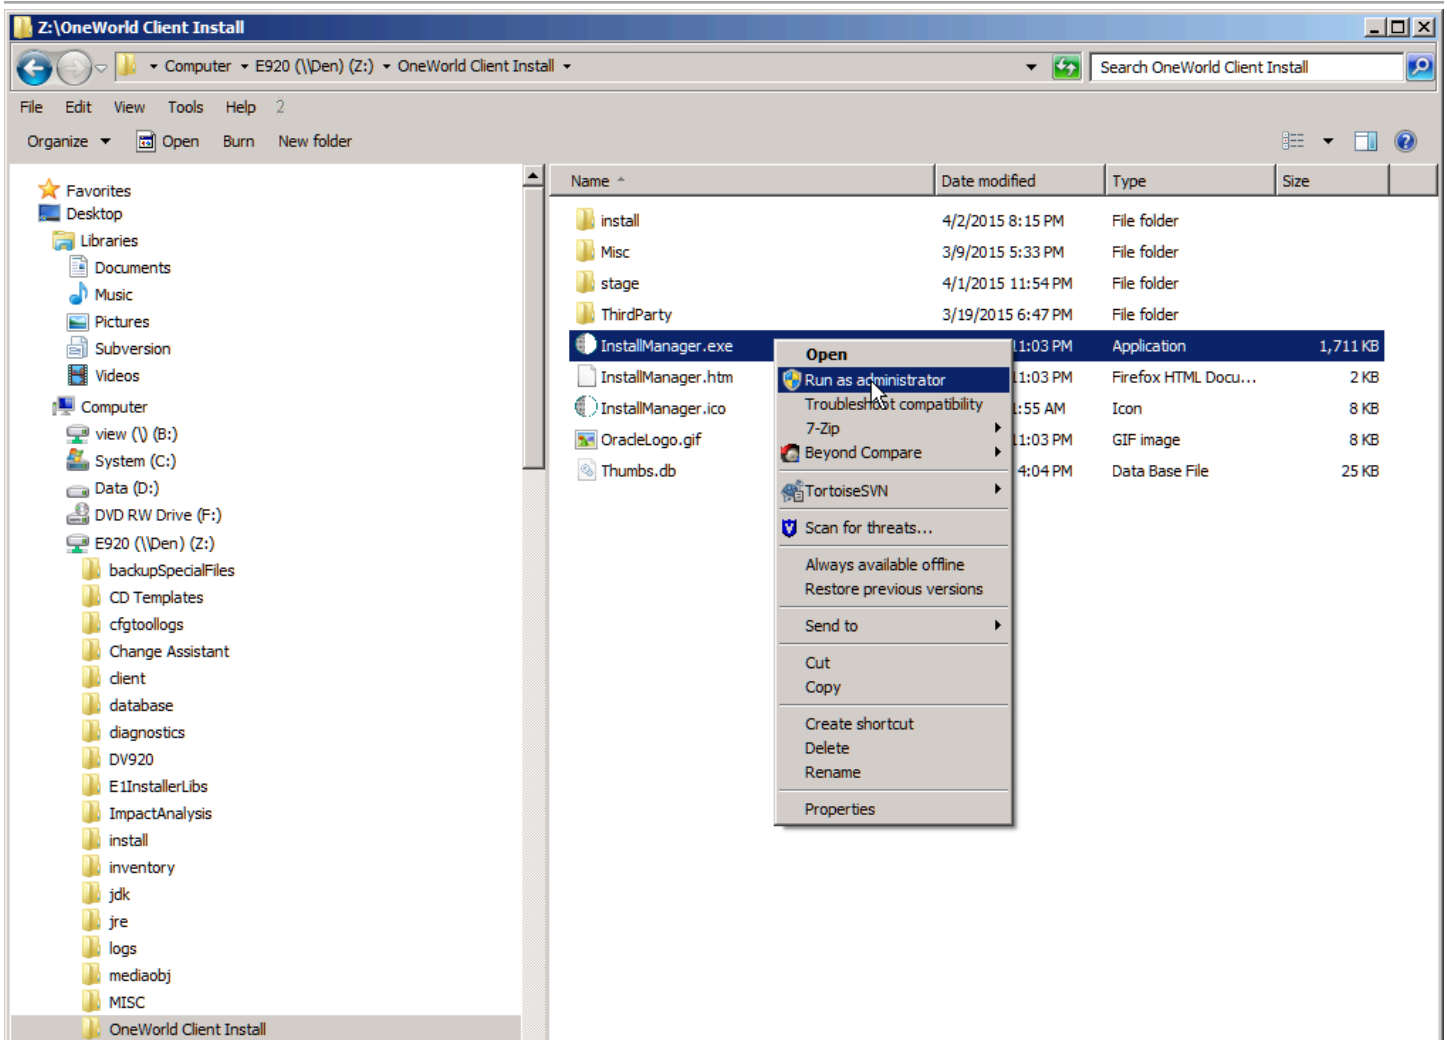 Z:\OneWorld Client Install
Computer E920 (\\Den) (Z:) OneWorld Client Install
Search OneWorld Client Install
File Edit View Tools Help 2
Organize Open Burn New folder
Favorites
Desktop
Libraries
Documents
Music
Pictures
Subversion
Videos
Computer
view (\) (B:)
System (C:)
Data (D:)
DVD RW Drive (F:)
E920 (\\Den) (Z:)
backupSpecialFiles
CD Templates
cfgtoollogs
Change Assistant
client
database
diagnostics
DV920
E1InstallerLibs
ImpactAnalysis
install
inventory
jdk
jre
logs
mediaobj
MISC
OneWorld Client Install
Name Date modified Type Size
install 4/2/2015 8:15 PM File folder
Misc 3/9/2015 5:33 PM File folder
stage 4/1/2015 11:54 PM File folder
ThirdParty 3/19/2015 6:47 PM File folder
InstallManager.exe 11:03 PM Application 1,711 KB
InstallManager.htm 11:03 PM Firefox HTML Docu... 2 KB
InstallManager.ico 1:55 AM Icon 8 KB
OracleLogo.gif 11:03 PM GIF image 8 KB
Thumbs.db 4:04 PM Data Base File 25 KB
Open
Run as administrator
Troubleshoot compatibility
7-Zip
Beyond Compare
TortoiseSVN
Scan for threats...
Always available offline
Restore previous versions
Send to
Cut
Copy
Create shortcut
Delete
Rename
Properties